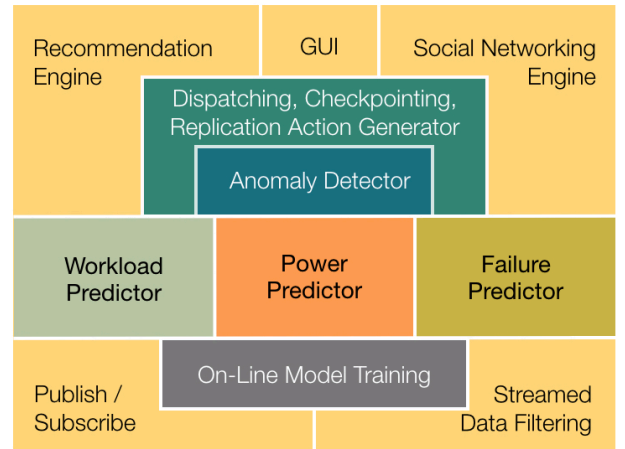 Recommendation
Engine
GUI
Social Networking
Engine
Dispatching, Checkpointing,
Replication Action Generator
Anomaly Detector
Workload
Predictor
Power
Predictor
Failure
Predictor
On-Line Model Training
Publish /
Subscribe
Streamed
Data Filtering